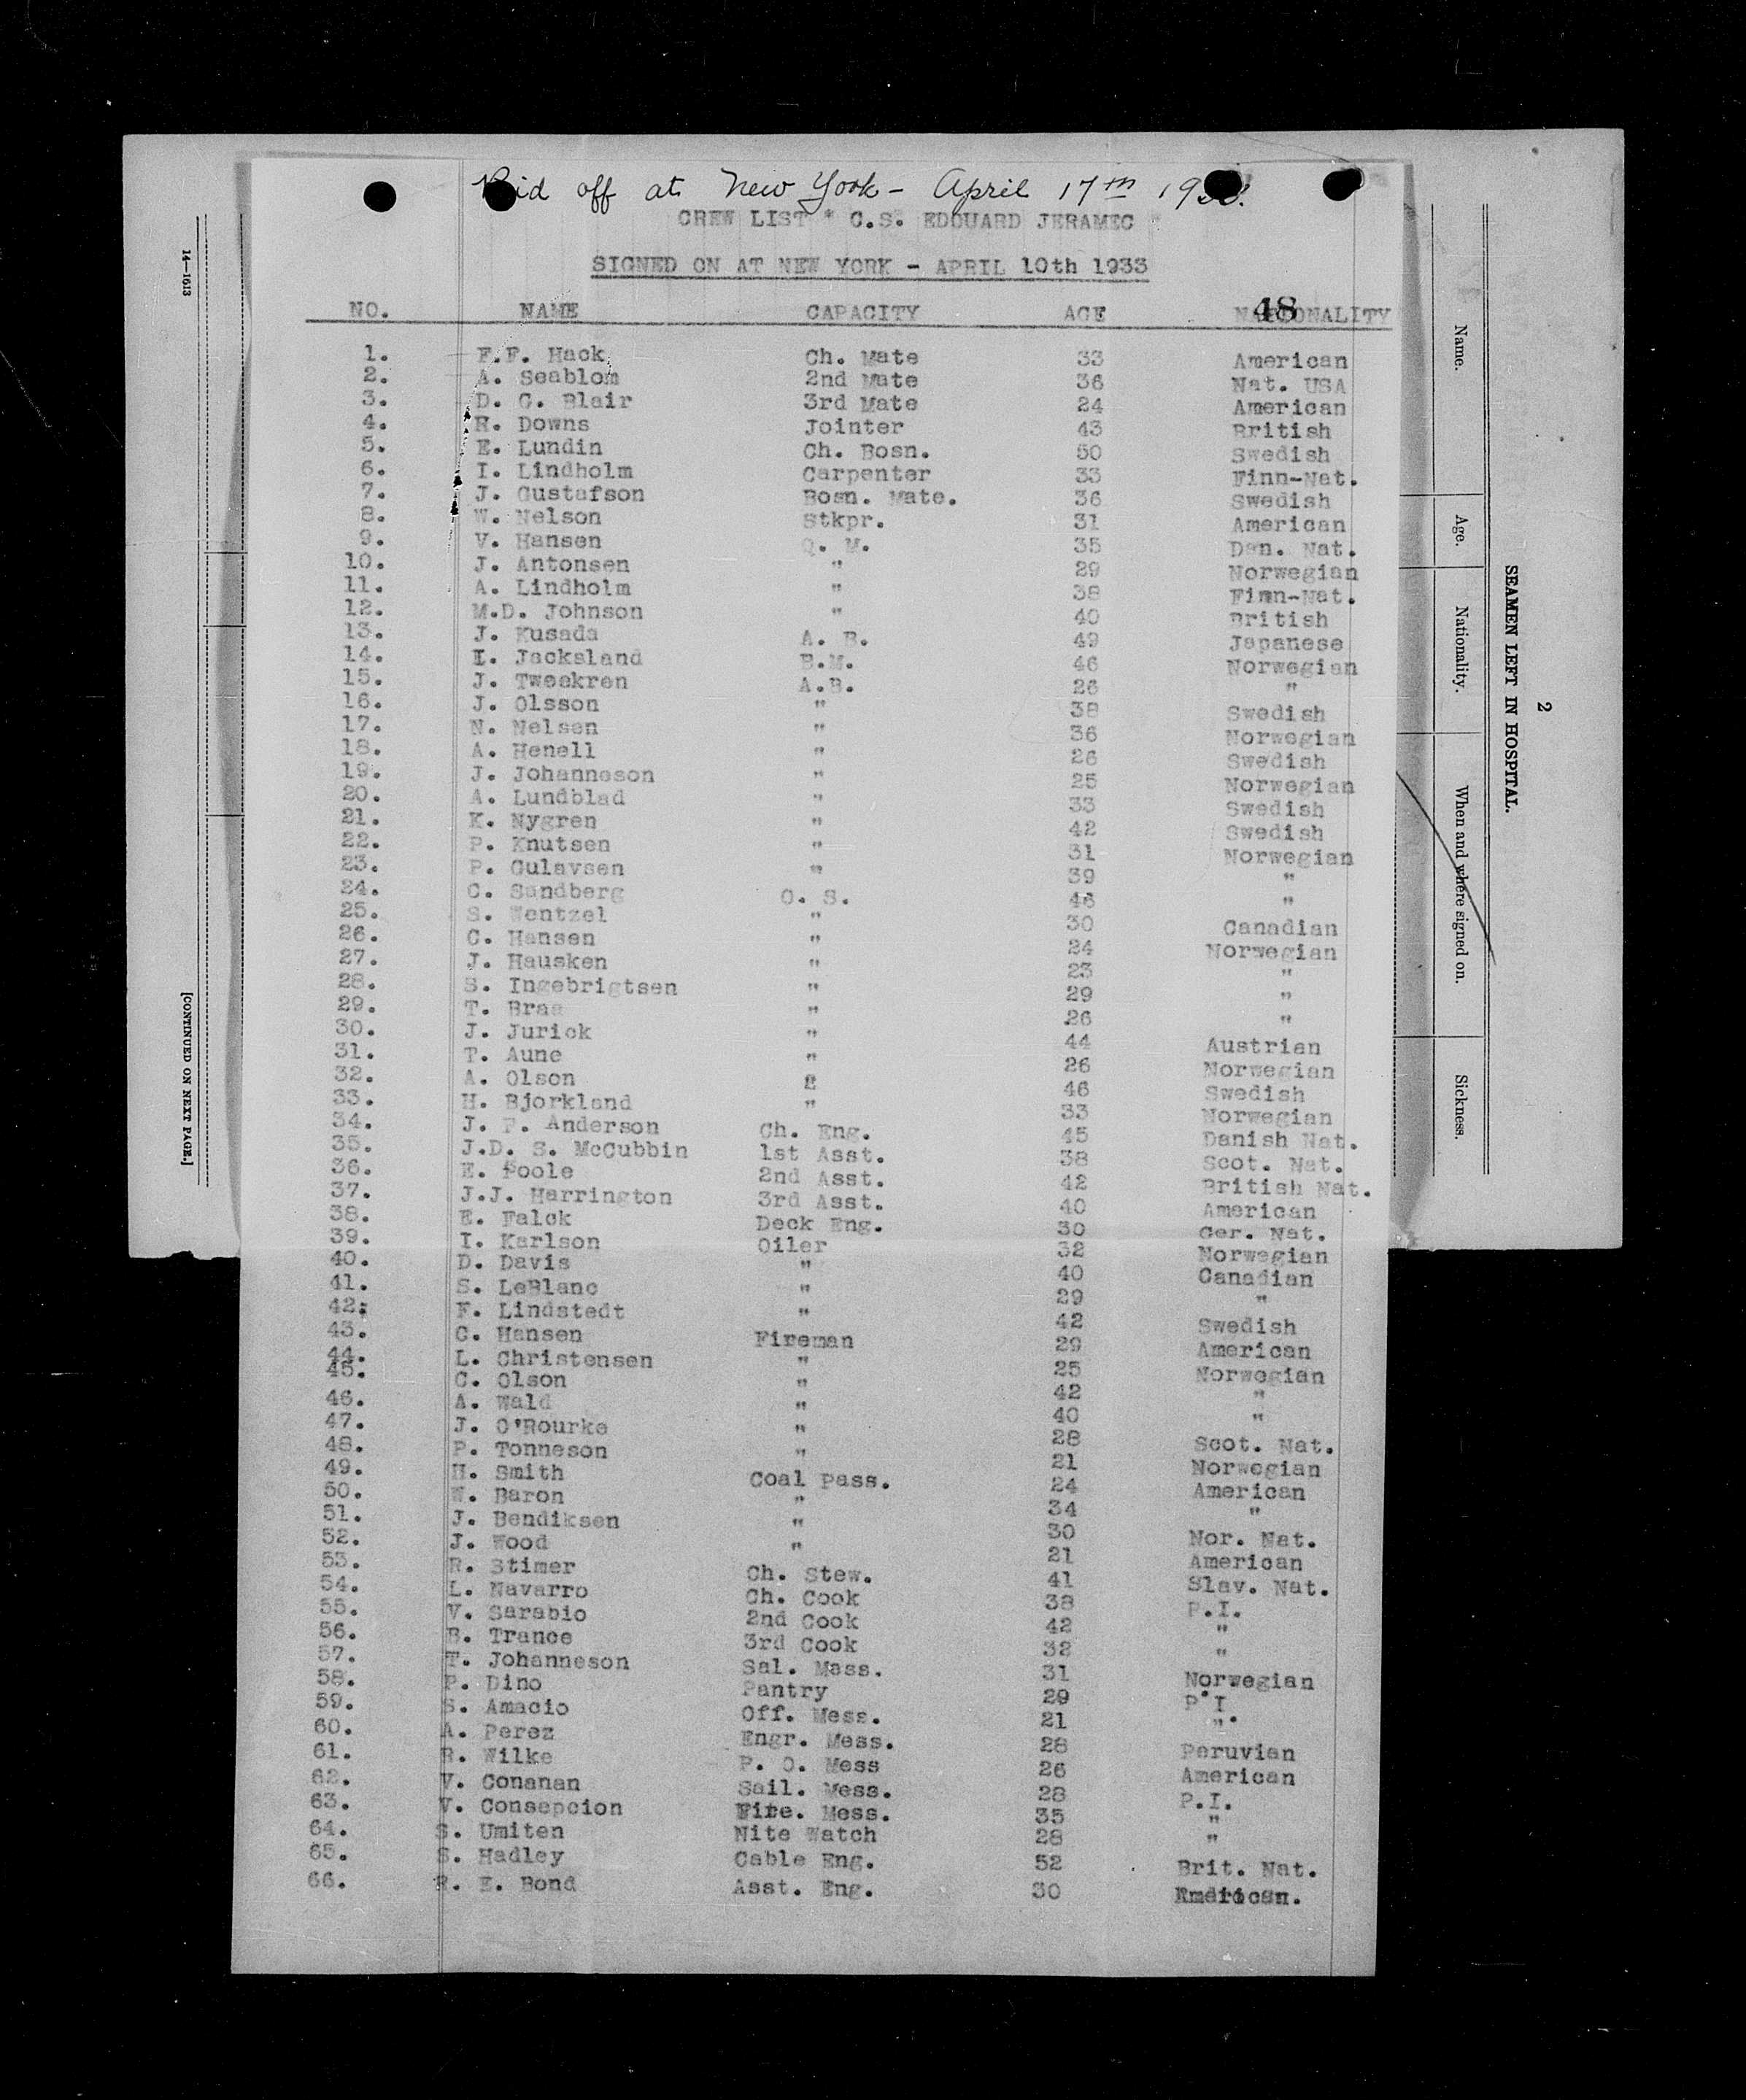 off at New York - April 17th
CREW LIST " C.S. EDOUARD JERAMEC "
SIGNED ON AT NEW YORK - APRIL 10th 1933
48
NO. NAME CAPACITY AGE NATIONALITY
1. F.F. Hack Ch. Mate 33 American
2. A. Seablom 2nd Mate 36 Nat. USA
3. D. G. Blair 3rd Mate 24 American
4. R. Downs Jointer 43 British
5. E. Lundin Ch. Bosn. 50 Swedish
6. I. Lindholm Carpenter 33 Finn-Nat.
7. J. Gustafson Bosn. Mate. 36 Swedish
8. W. Nelson Stkpr. 31 American
9. V. Hansen Q. M. 35 Dan. Nat.
10. J. Antonsen " 29 Norwegian
11. A. Lindholm " 38 Finn-Nat.
12. M.D. Johnson " 40 British
13. J. Kusada A. B. 49 Japanese
14. I. Jacksland B.M. 46 Norwegian
15. J. Tweekren A.B. 26 "
16. J. Olsson " 38 Swedish
17. N. Nelsen " 36 Norwegian
18. A. Henell " 26 Swedish
19. J. Johanneson " 25 Norwegian
20. A. Lundblad " 33 Swedish
21. K. Nygren " 42 Swedish
22. P. Knutsen " 31 Norwegian
23. P. Gulavsen " 39 "
24. C. Sandberg O. S. 46 "
25. S. Wentzel " 30 Canadian
26. C. Hansen " 24 Norwegian
27. J. Hausken " 23 "
28. S. Ingebrigtsen " 29 "
29. T. Braa " 26 "
30. J. Jurick " 44 Austrian
31. T. Aune " 26 Norwegian
32. A. Olson " 46 Swedish
33. H. Bjorkland " 33 Norwegian
34. J. F. Anderson Ch. Eng. 45 Danish Nat.
35. J.D. S. McCubbin 1st Asst. 38 Scot. Nat.
36. E. Poole 2nd Asst. 42 British Nat.
37. J.J. Harrington 3rd Asst. 40 American
38. E. Falck Deck Eng. 30 Ger. Nat.
39. I. Karlson Oiler 32 Norwegian
40. D. Davis " 40 Canadian
41. S. LeBlanc " 29 "
42. F. Lindstedt " 42 Swedish
43. C. Hansen Fireman 29 American
44. L. Christensen " 25 Norwegian
45. C. Olson " 42 "
46. A. Wald " 40 "
47. J. O'Rourke " 28 Scot. Nat.
48. P. Tonneson " 21 Norwegian
49. H. Smith Coal Pass. 24 American
50. W. Baron " 34 "
51. J. Bendiksen " 30 Nor. Nat.
52. J. Wood " 21 American
53. R. Stimer Ch. Stew. 41 Slav. Nat.
54. L. Navarro Ch. Cook 38 P.I.
55. V. Sarabio 2nd Cook 42 "
56. B. Trance 3rd Cook 32 "
57. T. Johanneson Sal. Mess. 31 Norwegian
58. P. Dino Pantry 29 P.I.
59. S. Amacio Off. Mess. 21 "
60. A. Perez Engr. Mess. 28 Peruvian
61. R. Wilke P. O. Mess 26 American
62. V. Conanan Sail. Mess. 28 P.I.
63. V. Consepcion Fire. Mess. 35 "
64. S. Umiten Nite Watch 28 "
65. S. Hadley Cable Eng. 52 Brit. Nat.
66. R. E. Bond Asst. Eng. 30 American.
14—1613
[CONTINUED ON NEXT PAGE.]
2
SEAMEN LEFT IN HOSPITAL.
Name. Age. Nationality. When and where signed on. Sickness.